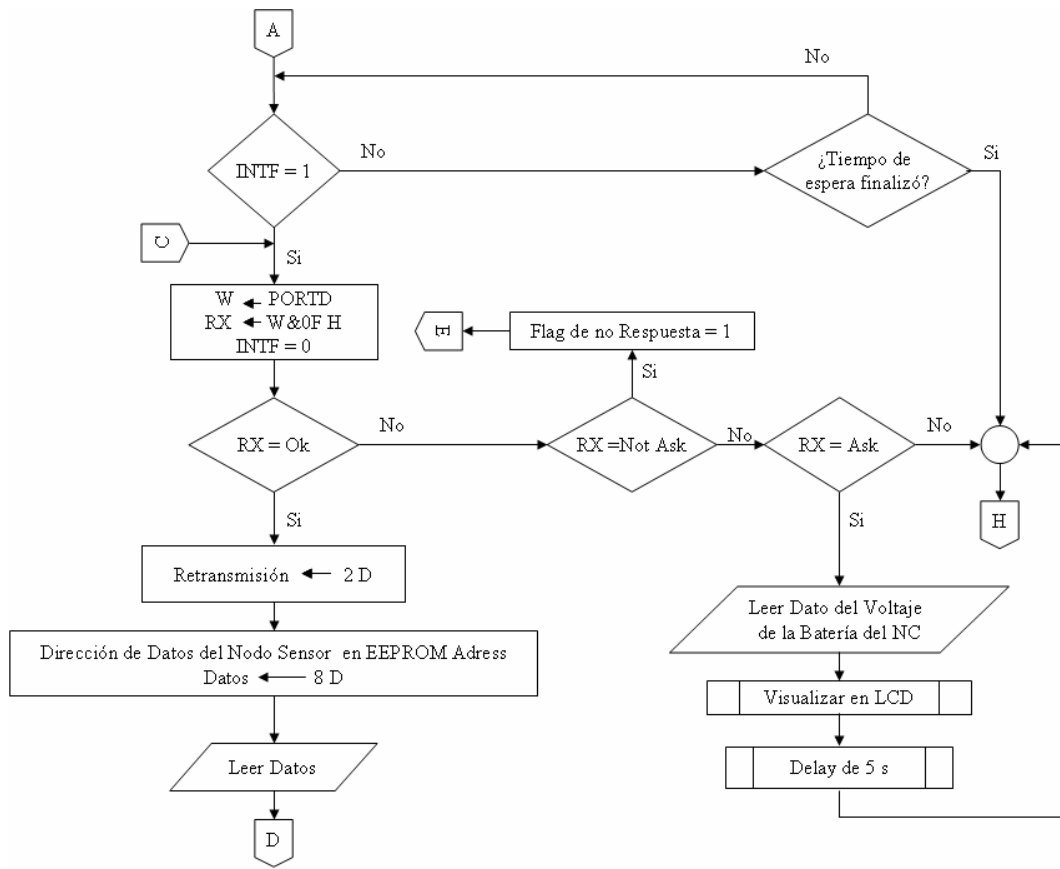 A
No
INTF = 1
No
¿Tiempo de
espera finalizó?
Si
C
Si
W ← PORTD
RX ← W&0F H
INTF = 0
E
Flag de no Respuesta = 1
Si
RX = Ok
No
RX =Not Ask
No
RX = Ask
No
H
Si
Si
Retransmisión ← 2 D
Leer Dato del Voltaje
de la Batería del NC
Dirección de Datos del Nodo Sensor en EEPROM Adress
Datos ← 8 D
Visualizar en LCD
Leer Datos
Delay de 5 s
D